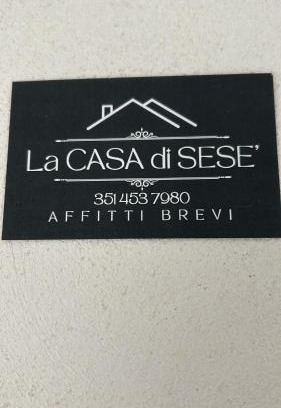 La CASA di SESE'
351 453 7980
AFFITTI BREVI